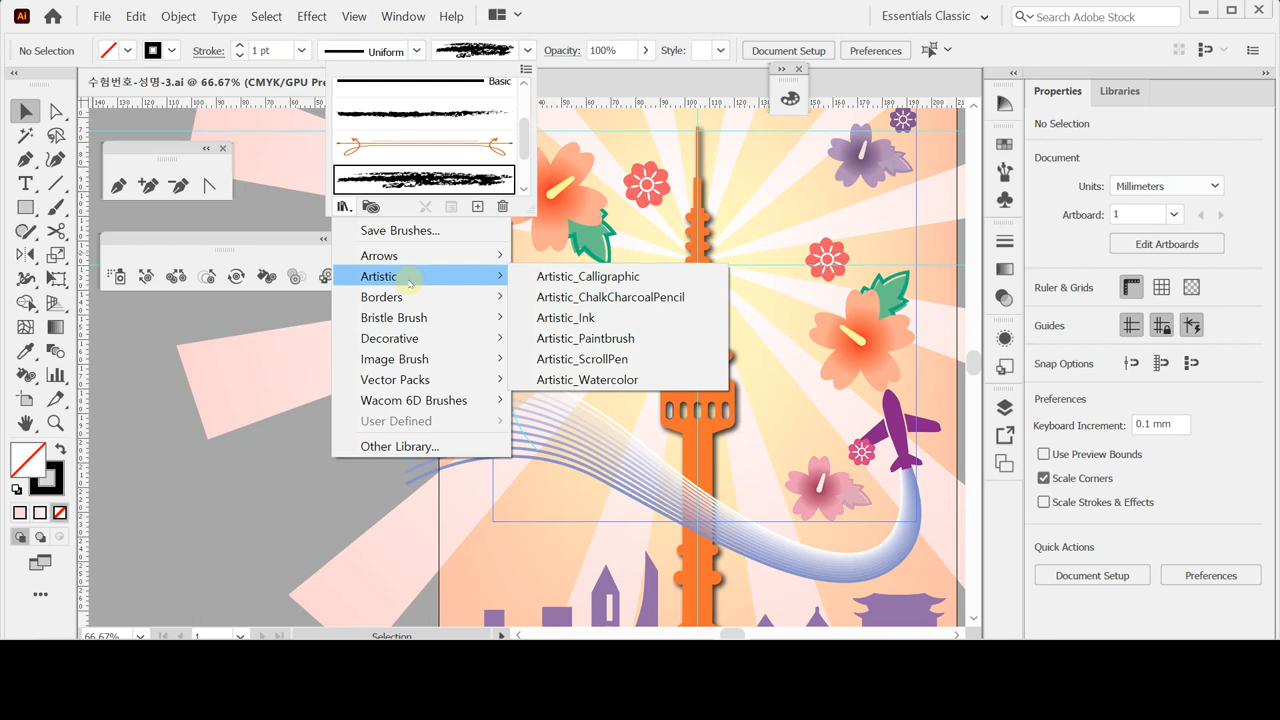 Ai File Edit Object Type Select Effect View Window Help Essentials Classic Search Adobe Stock
No Selection Stroke: 1 pt Uniform Opacity: 100% Style: Document Setup Preferences
수험번호-성명-3.ai @ 66.67% (CMYK/GPU Pre
Basic
Save Brushes...
Arrows
Artistic
Borders
Bristle Brush
Decorative
Image Brush
Vector Packs
Wacom 6D Brushes
User Defined
Other Library...
Artistic_Calligraphic
Artistic_ChalkCharcoalPencil
Artistic_Ink
Artistic_Paintbrush
Artistic_ScrollPen
Artistic_Watercolor
Properties Libraries
No Selection
Document
Units: Millimeters
Artboard: 1
Edit Artboards
Ruler & Grids
Guides
Snap Options
Preferences
Keyboard Increment: 0.1 mm
Use Preview Bounds
Scale Corners
Scale Strokes & Effects
Quick Actions
Document Setup Preferences
66.67% 1 Selection